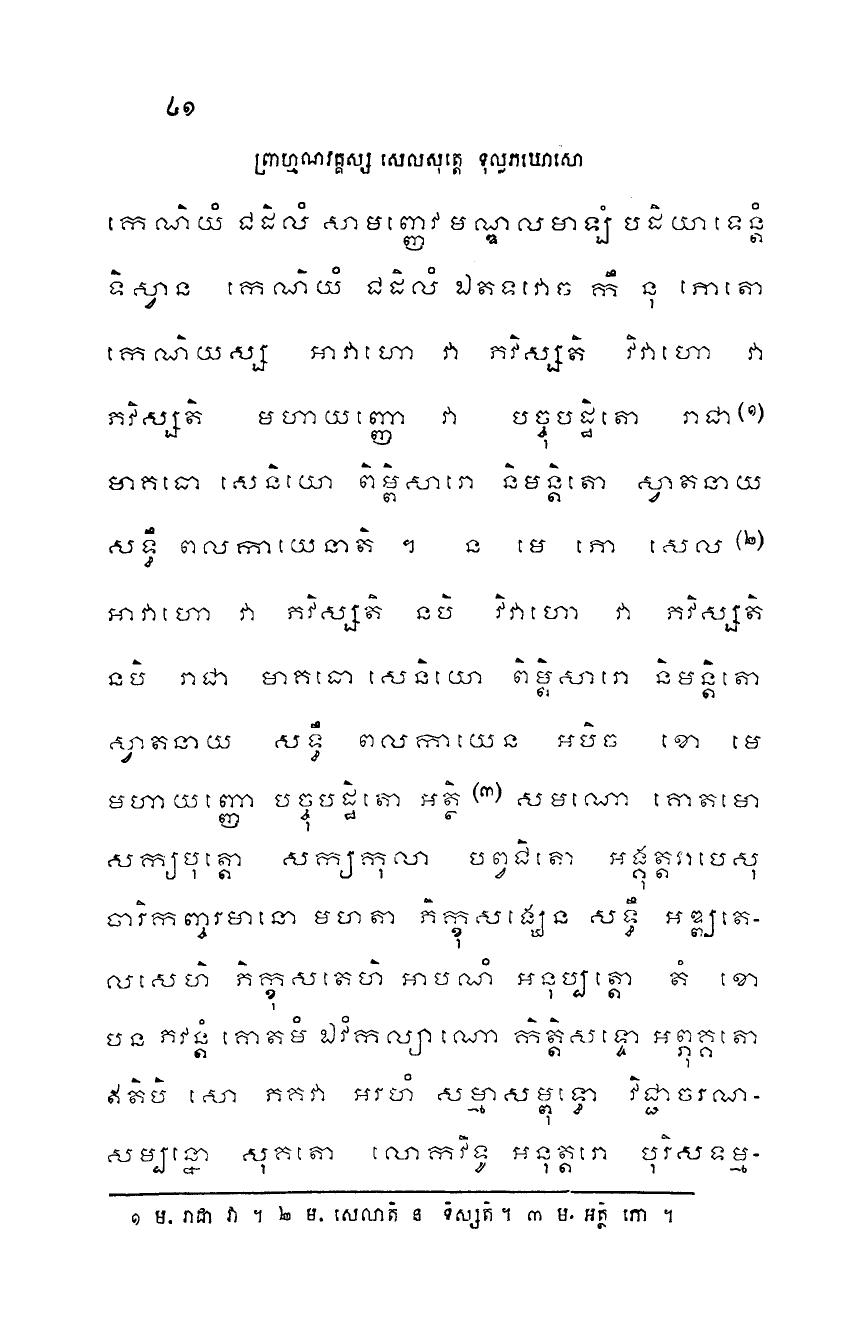 ៤១
ព្រាហ្មណវគ្គស្ស សេលសុត្តេ ទុល្លភឃោសោ
កេណិយំ ជដិលំ សាមញ្ញេវ មណ្ឌលមាឡំ បដិយាទេន្តំ
ទិស្វាន កេណិយំ ជដិលំ ឯតទវោច កឹ នុ ភោតោ
កេណិយស្ស អាវាហោ វា ភវិស្សតិ វិវាហោ វា
ភវិស្សតិ មហាយញ្ញោ វា បច្ចុបដ្ឋិតោ រាជា (១)
មាគធោ សេនិយោ ពិម្ពិសារោ និមន្តិតោ ស្វាតនាយ
សទ្ធឹ ពលកាយេនាតិ ។ ន មេ ភោ សេល (២)
អាវាហោ វា ភវិស្សតិ នបិ វិវាហោ វា ភវិស្សតិ
នបិ រាជា មាគធោ សេនិយោ ពិម្ពិសារោ និមន្តិតោ
ស្វាតនាយ សទ្ធឹ ពលកាយេន អបិច ខោ មេ
មហាយញ្ញោ បច្ចុបដ្ឋិតោ អត្ថិ (៣) សមណោ គោតមោ
សក្យបុត្តោ សក្យកុលា បព្វជិតោ អង្គុត្តរាបេសុ
ចារិកញ្ចរមានោ មហតា ភិក្ខុសង្ឃេន សទ្ធឹ អឌ្ឍតេ-
លសេហិ ភិក្ខុសតេហិ អាបណំ អនុប្បត្តោ តំ ខោ
បន ភវន្តំ គោតមំ ឯវំកល្យាណោ កិត្តិសទ្ទោ អព្ភុគ្គតោ
ឥតិបិ សោ ភគវា អរហំ សម្មាសម្ពុទ្ធោ វិជ្ជាចរណ-
សម្បន្នោ សុគតោ លោកវិទូ អនុត្តរោ បុរិសទម្ម-
១ ម. រាជា វា ។ ២ ម. សេលាតិ ន ទិស្សតិ ។ ៣ ម. អត្ថិ ភោ ។